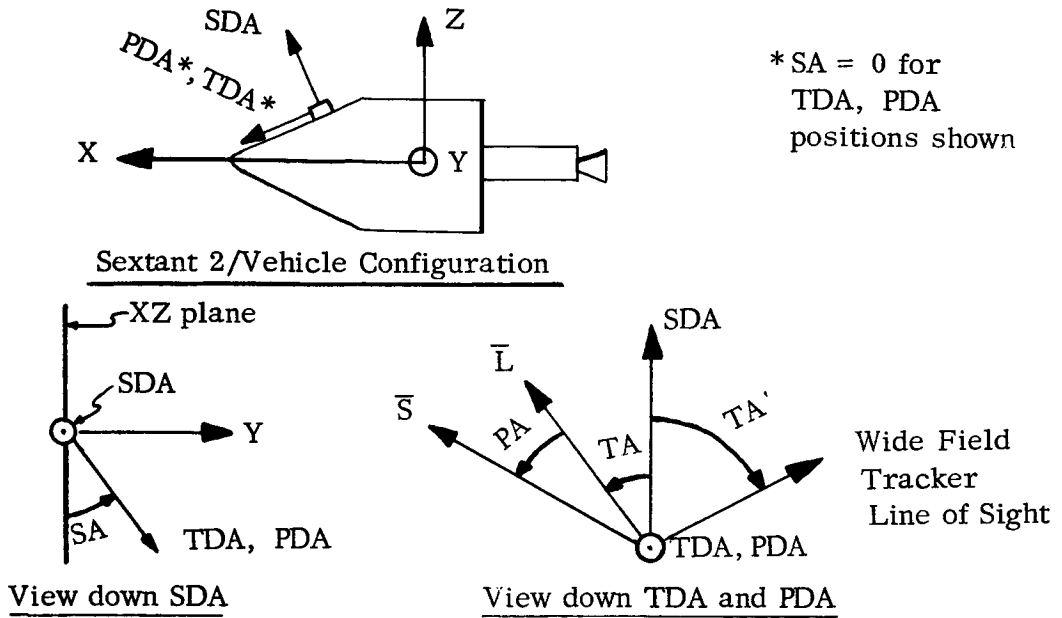 SDA
Z
PDA*, TDA*
X
Y
* SA = 0 for
TDA, PDA
positions shown
Sextant 2/Vehicle Configuration
XZ plane
SDA
Y
SA
TDA, PDA
View down SDA
SDA
L̅
S̅
PA
TA
TA'
Wide Field
Tracker
Line of Sight
TDA, PDA
View down TDA and PDA